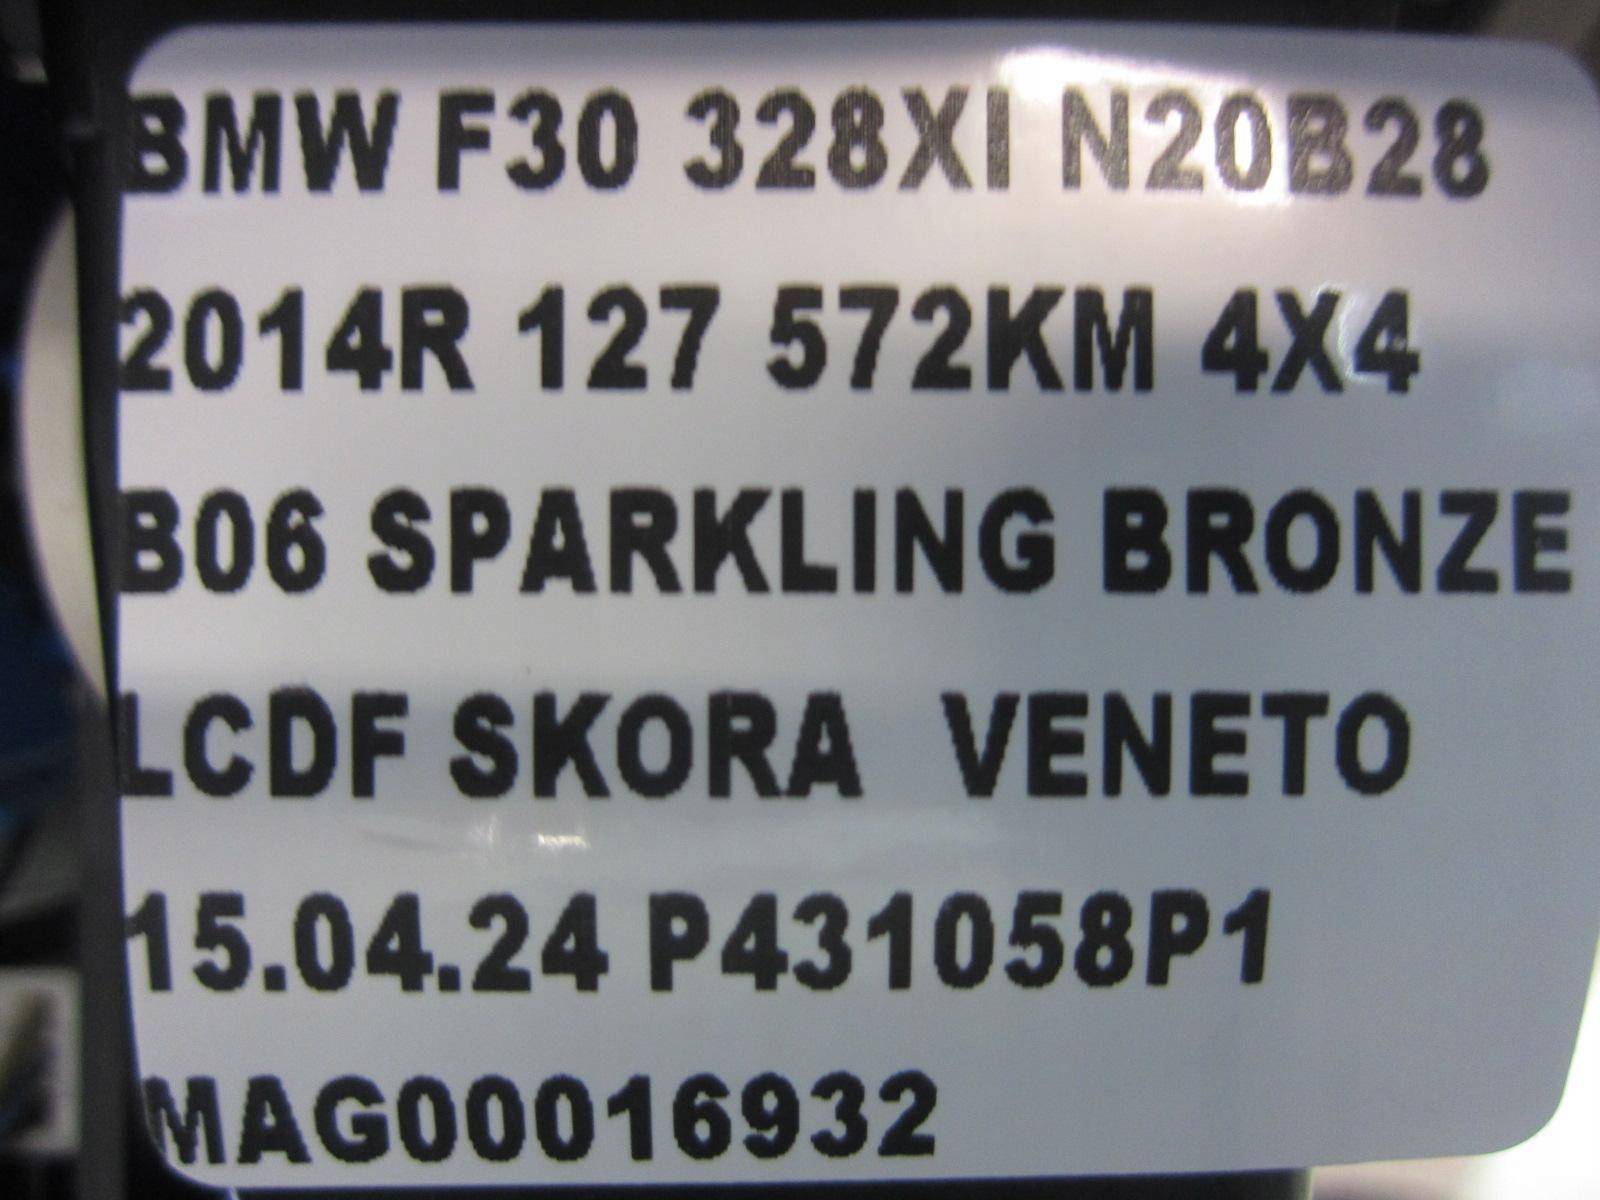 BMW F30 328XI N20B28
2014R 127 572KM 4X4
B06 SPARKLING BRONZE
LCDF SKORA VENETO
15.04.24 P431058P1
MAG00016932